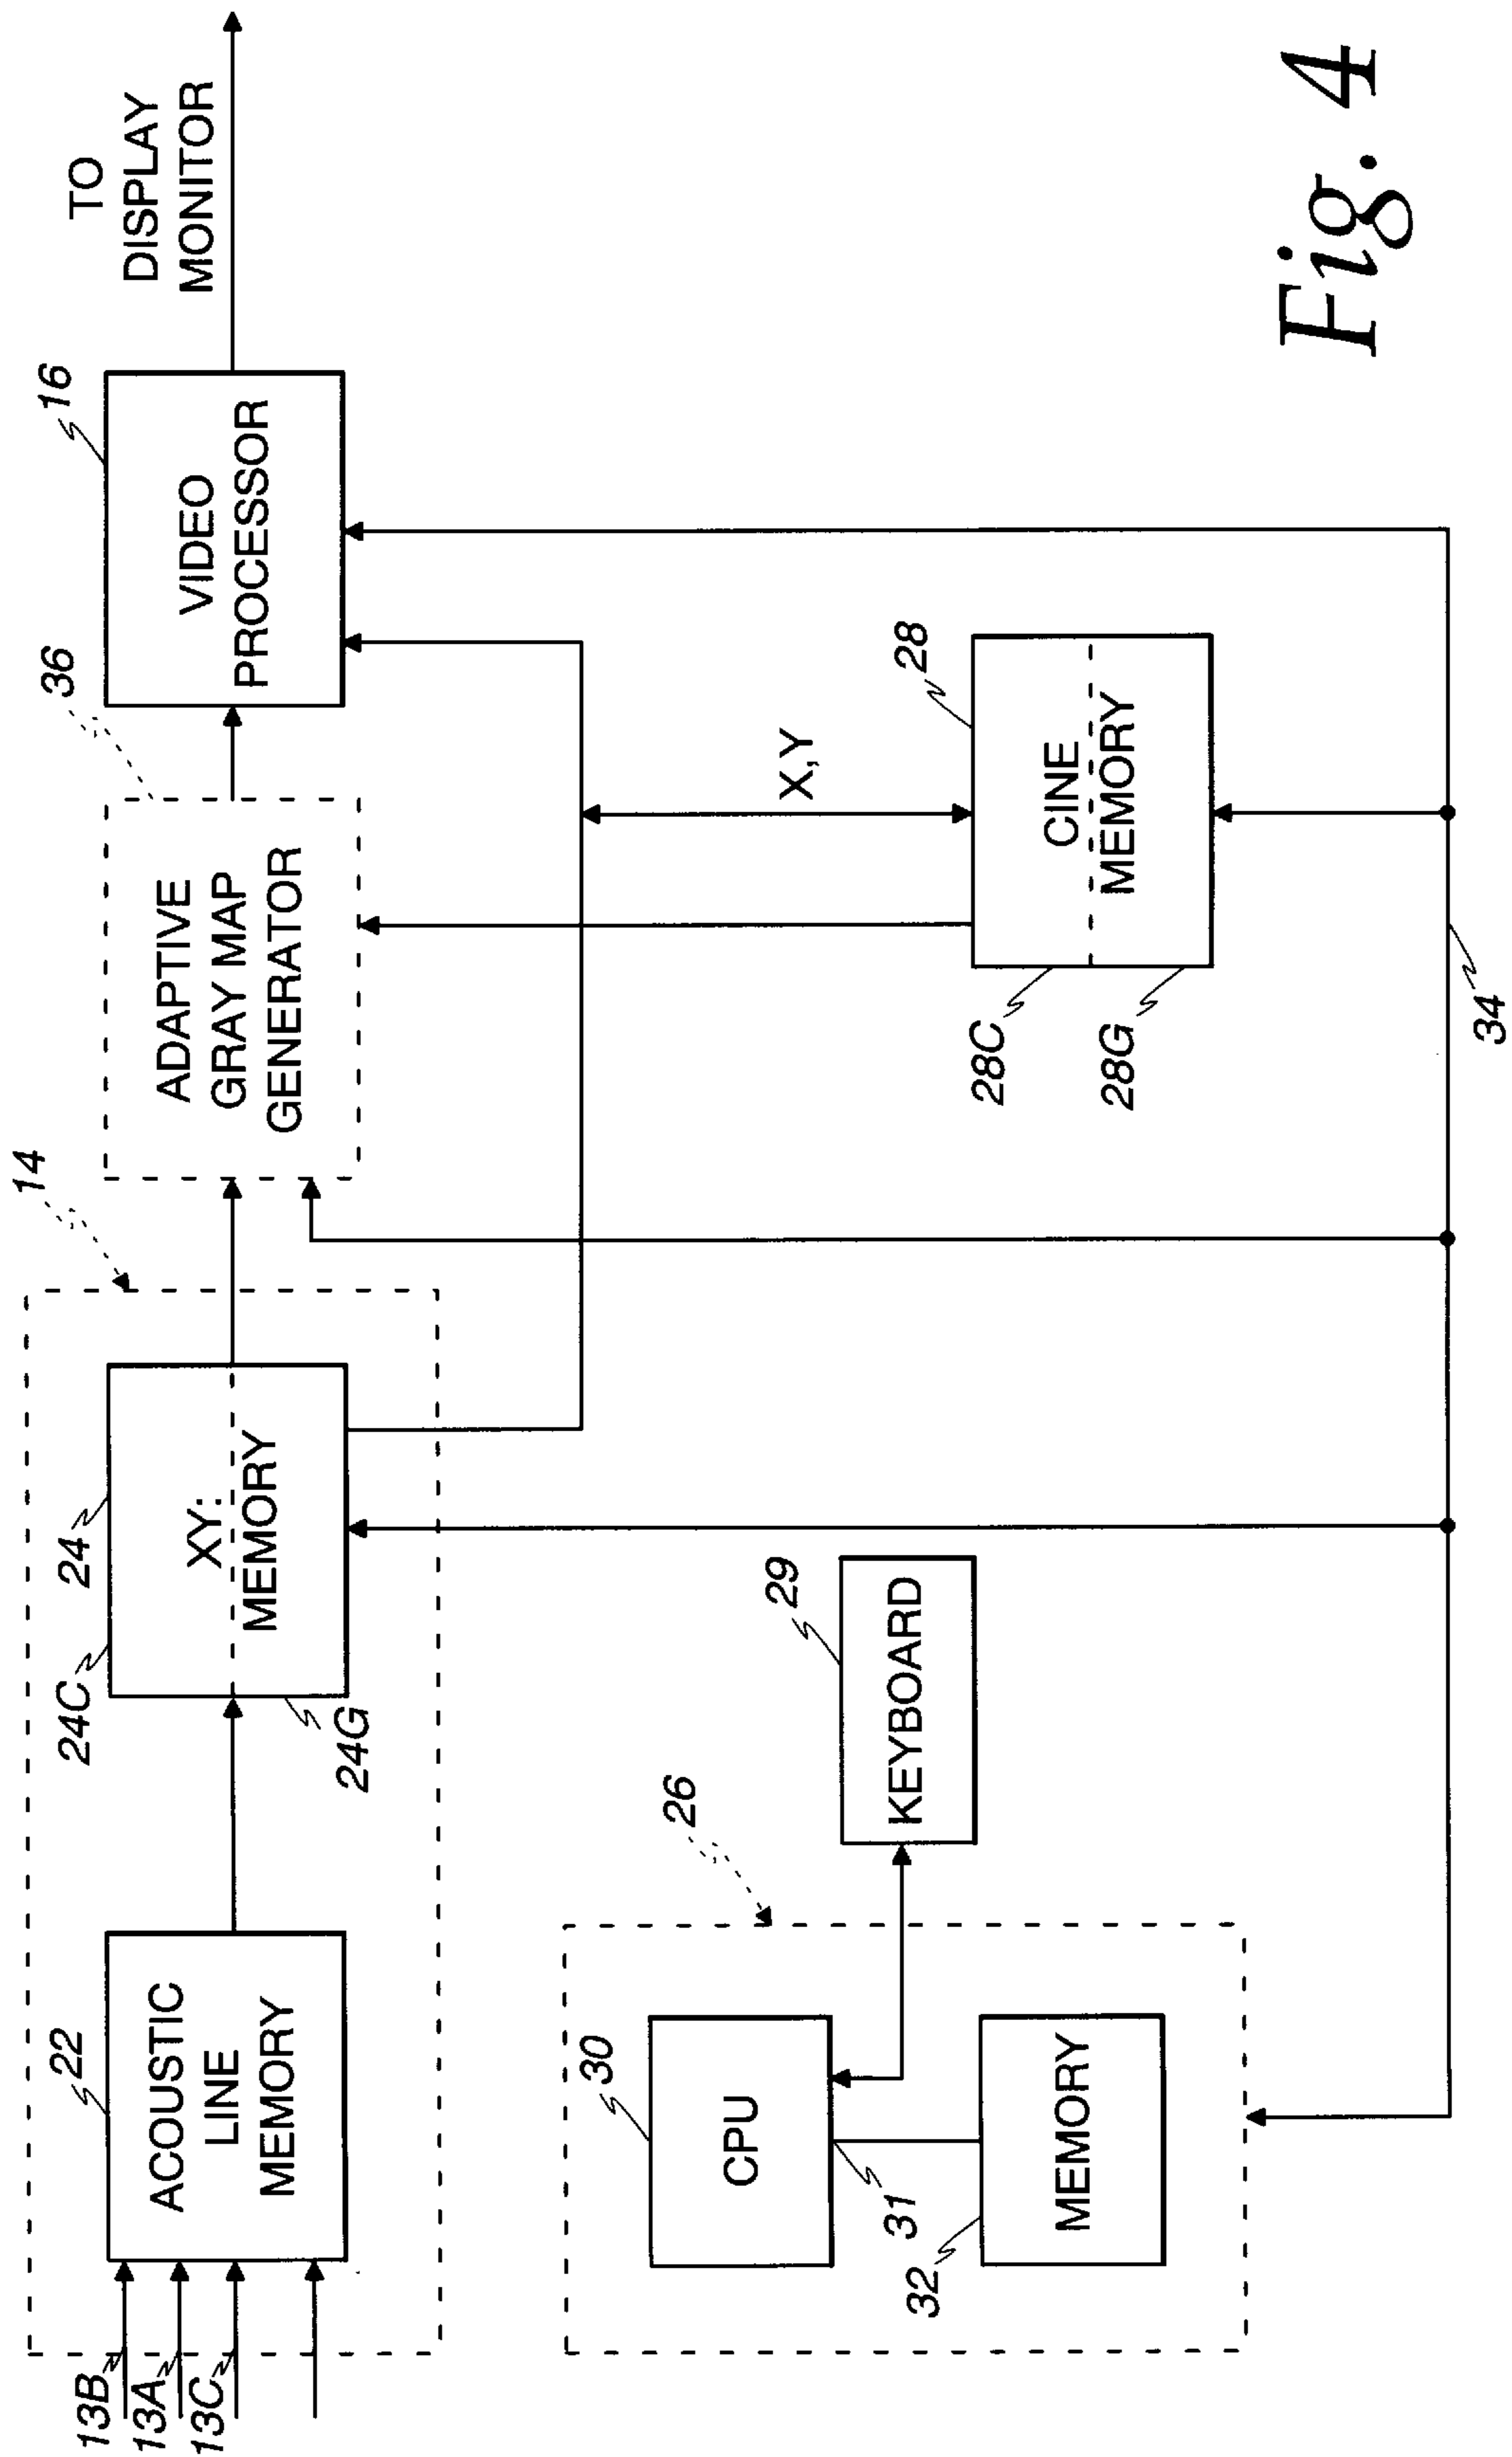 TO
DISPLAY
MONITOR
16
VIDEO
PROCESSOR
36
ADAPTIVE
GRAY MAP
GENERATOR
14
24
XY:
MEMORY
24C
24G
22
ACOUSTIC
LINE
MEMORY
13B
13A
13C
28
X,Y
CINE
MEMORY
28C
28G
34
29
KEYBOARD
26
30
CPU
31
32
MEMORY
Fig. 4